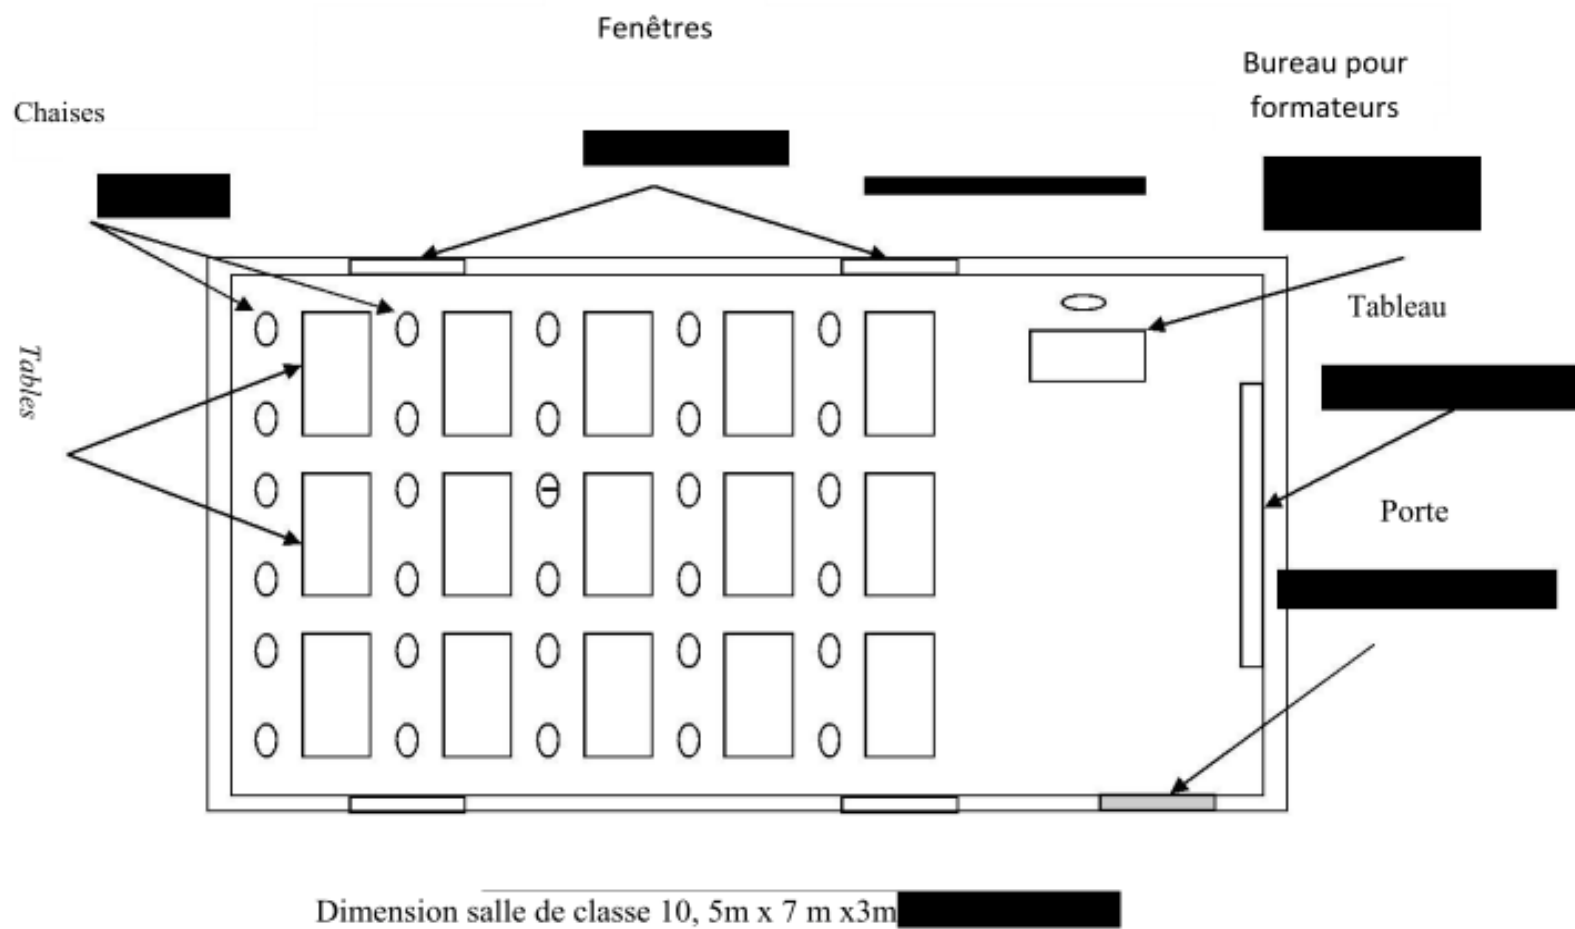 Fenêtres
Bureau pour
formateurs
Chaises
Tableau
Tables
Porte
Dimension salle de classe 10, 5m x 7 m x3m